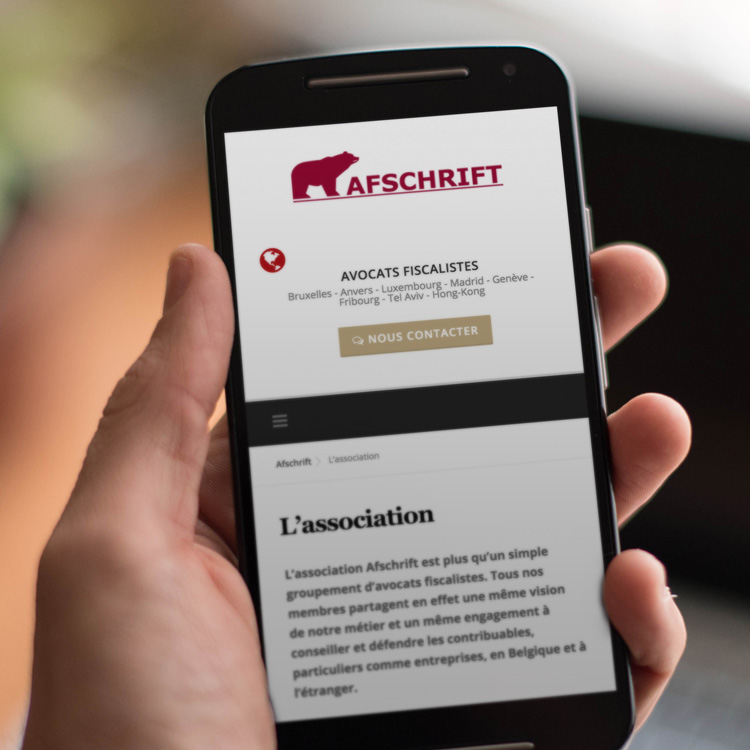 AFSCHRIFT
AVOCATS FISCALISTES
Bruxelles - Anvers - Luxembourg - Madrid - Genève -
Fribourg - Tel Aviv - Hong-Kong
NOUS CONTACTER
Afschrift > L'association
L'association
L'association Afschrift est plus qu'un simple
groupement d'avocats fiscalistes. Tous nos
membres partagent en effet une même vision
de notre métier et un même engagement à
conseiller et défendre les contribuables,
particuliers comme entreprises, en Belgique et à
l'étranger.